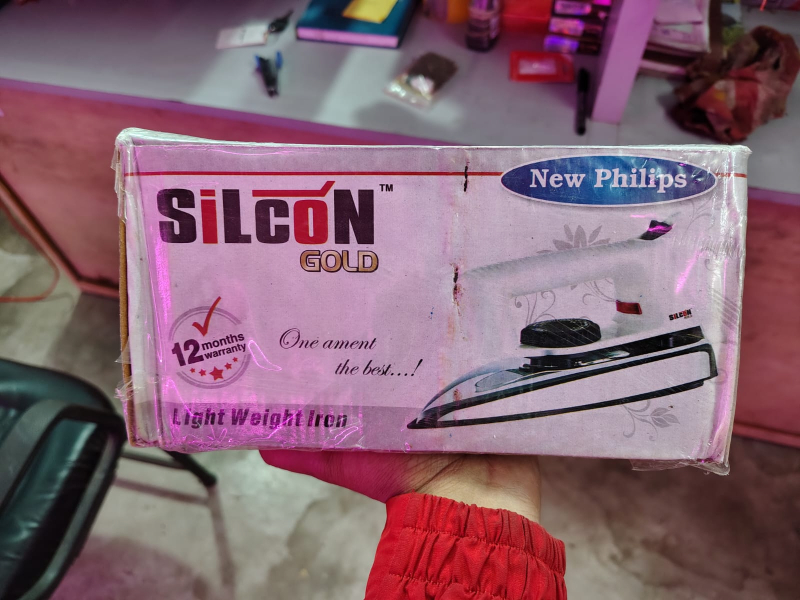 SiLCON™
GOLD
New Philips
12 months
warranty
One ament
the best...!
Light Weight Iron
SiLCON